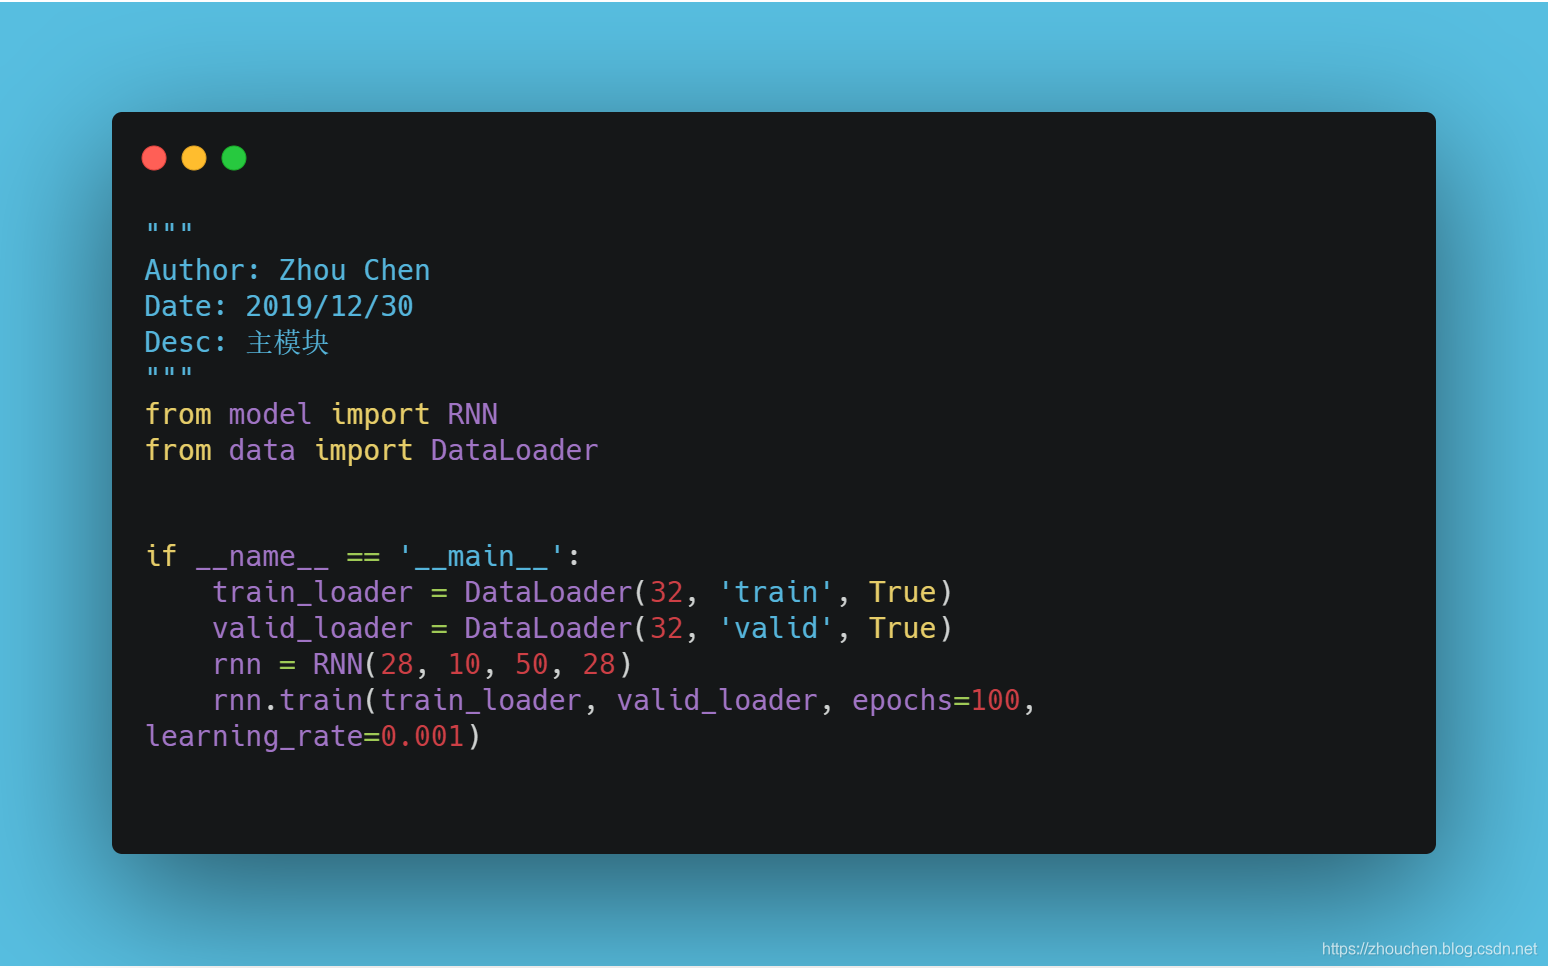 """
Author: Zhou Chen
Date: 2019/12/30
Desc: 主模块
"""
from model import RNN
from data import DataLoader
if __name__ == '__main__':
    train_loader = DataLoader(32, 'train', True)
    valid_loader = DataLoader(32, 'valid', True)
    rnn = RNN(28, 10, 50, 28)
    rnn.train(train_loader, valid_loader, epochs=100,
learning_rate=0.001)
https://zhouchen.blog.csdn.net